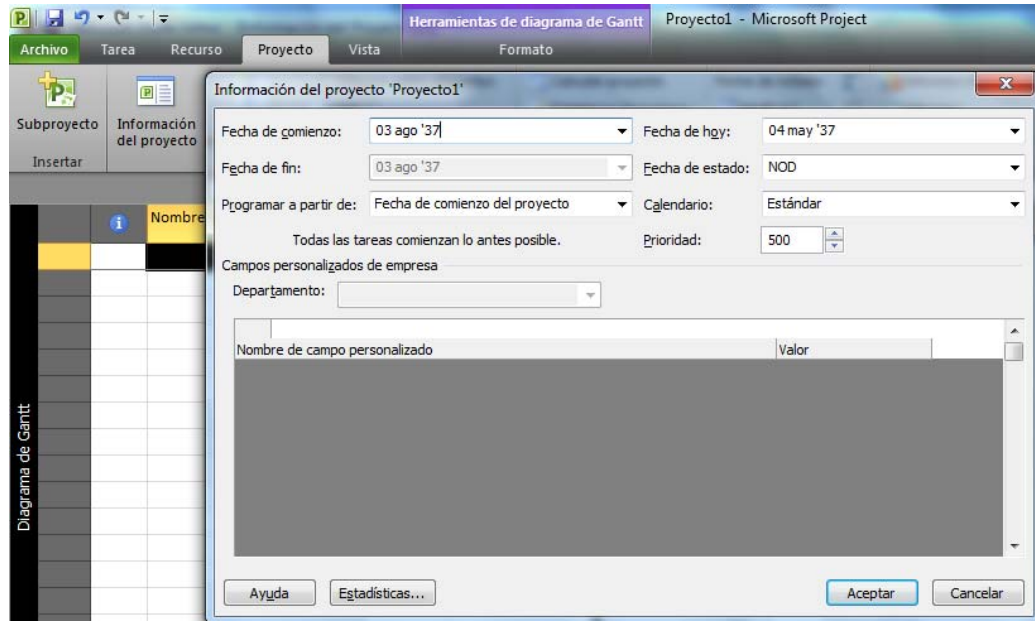 Herramientas de diagrama de Gantt Proyecto1 - Microsoft Project
Archivo Tarea Recurso Proyecto Vista Formato
Subproyecto
Información del proyecto
Insertar
Nombre
Diagrama de Gantt
Información del proyecto 'Proyecto1'
Fecha de comienzo: 03 ago '37 Fecha de hoy: 04 may '37
Fecha de fin: 03 ago '37 Fecha de estado: NOD
Programar a partir de: Fecha de comienzo del proyecto Calendario: Estándar
Todas las tareas comienzan lo antes posible. Prioridad: 500
Campos personalizados de empresa
Departamento:
Nombre de campo personalizado Valor
Ayuda Estadísticas... Aceptar Cancelar